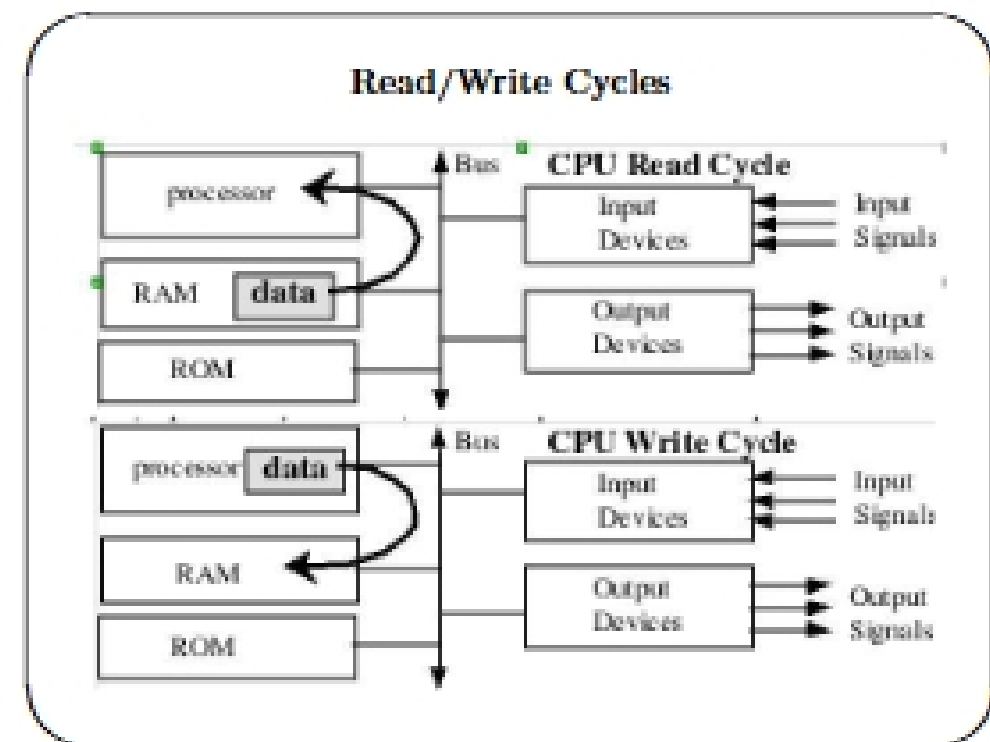 Read/Write Cycles
Bus
CPU Read Cycle
processor
Input
Devices
Input
Signals
RAM
data
Output
Devices
Output
Signals
ROM
Bus
CPU Write Cycle
processor
data
Input
Devices
Input
Signals
RAM
Output
Devices
Output
Signals
ROM